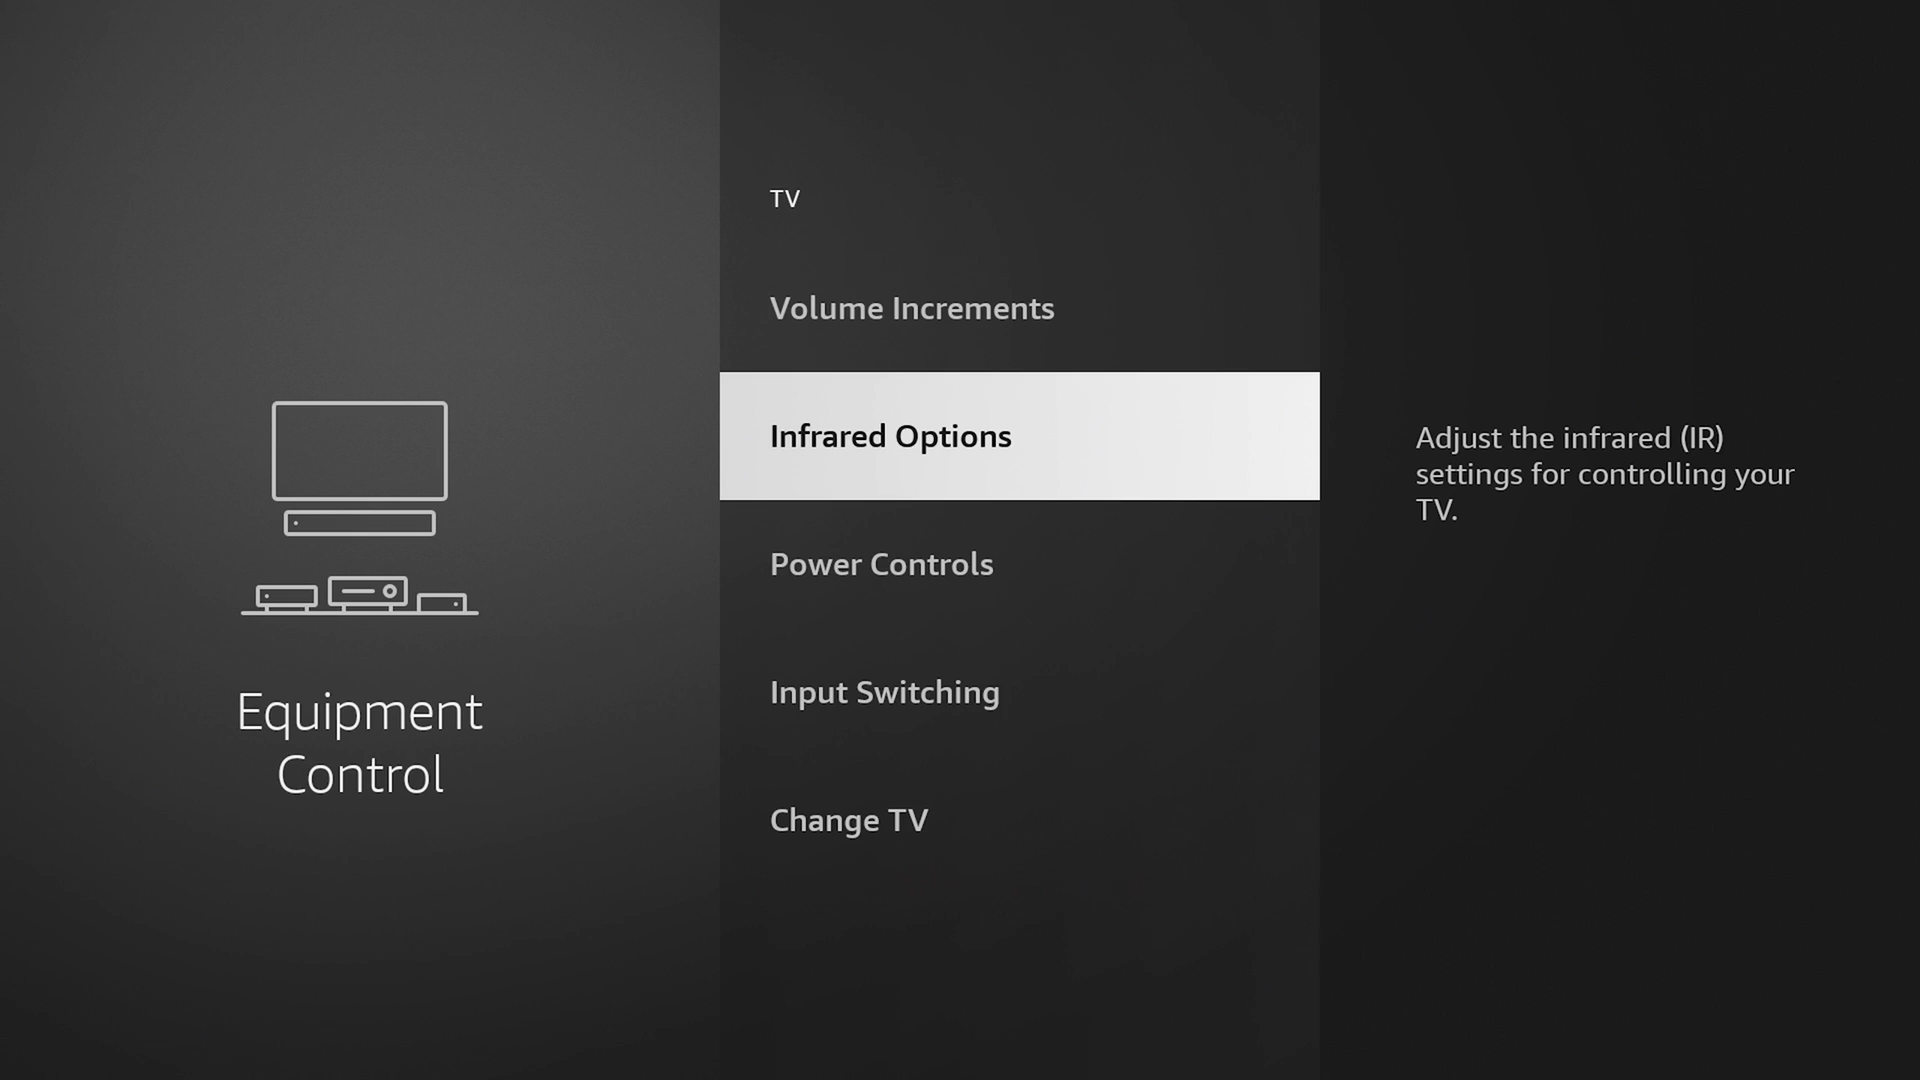 Equipment
Control
TV
Volume Increments
Infrared Options
Power Controls
Input Switching
Change TV
Adjust the infrared (IR)
settings for controlling your
TV.